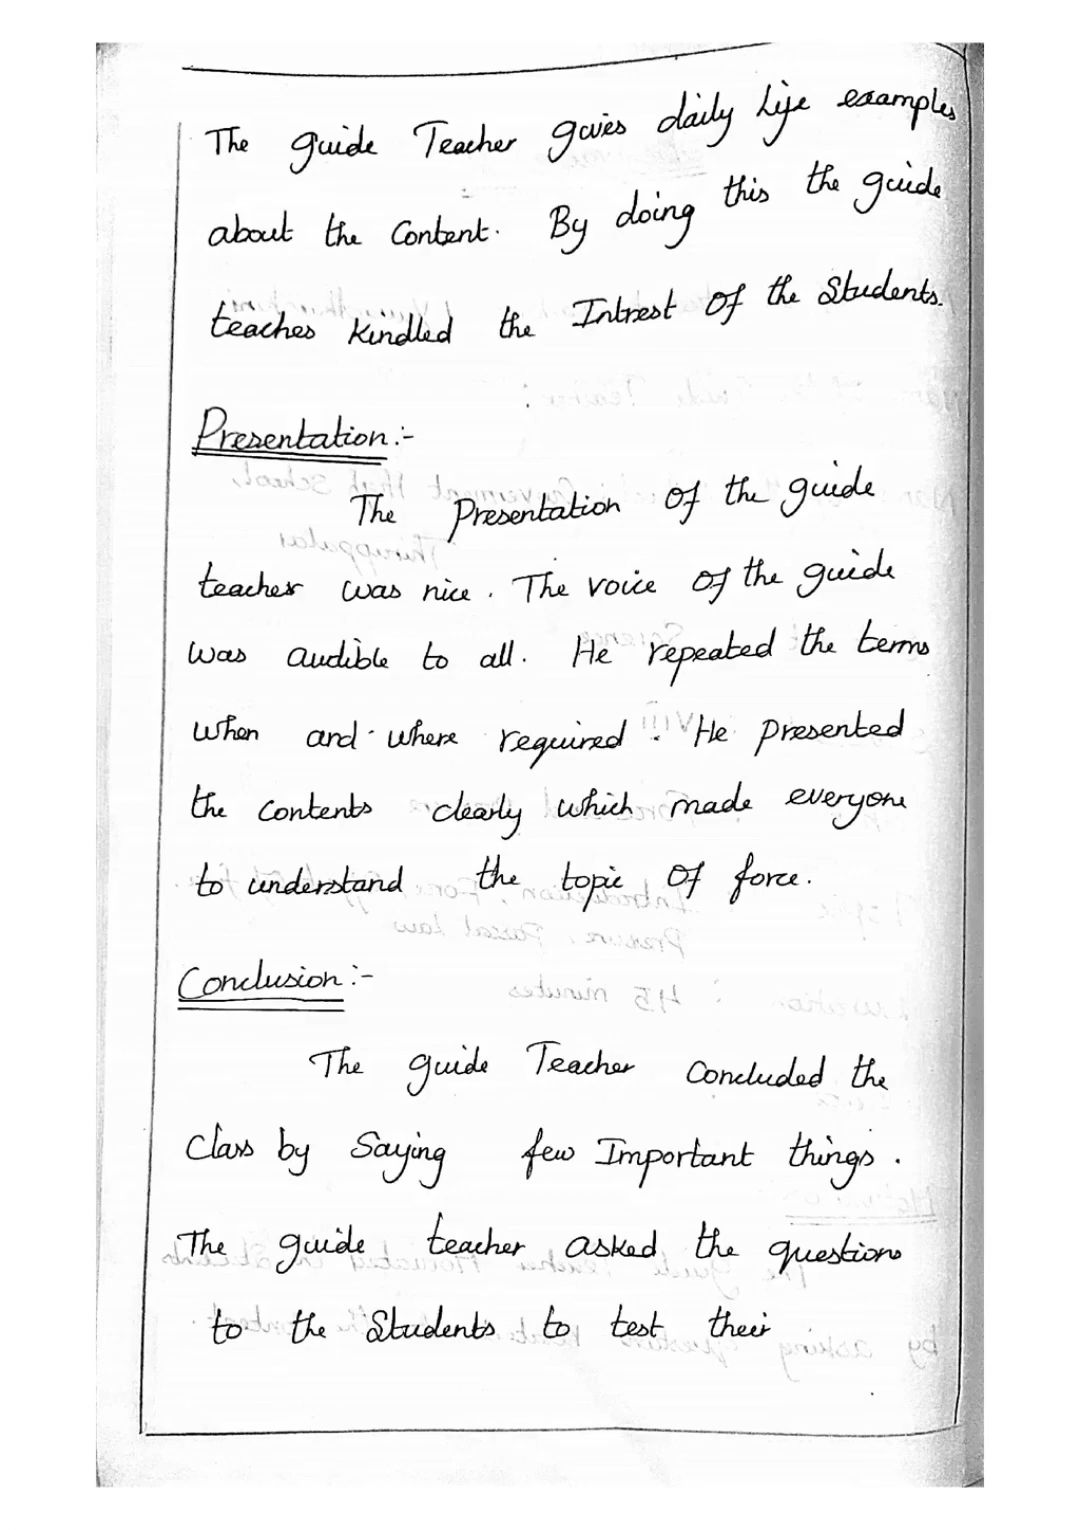 The guide Teacher gives daily life examples
about the Content. By doing this the guide
teacher kindled the Intrest of the Students.
Presentation:-
The Presentation of the guide
teacher was nice. The voice of the guide
was audible to all. He repeated the terms
when and where required. He presented
the contents clearly which made everyone
to understand the topic of force.
Conclusion:-
The guide Teacher concluded the
class by Saying few Important things.
The guide teacher asked the questions
to the Students to test their